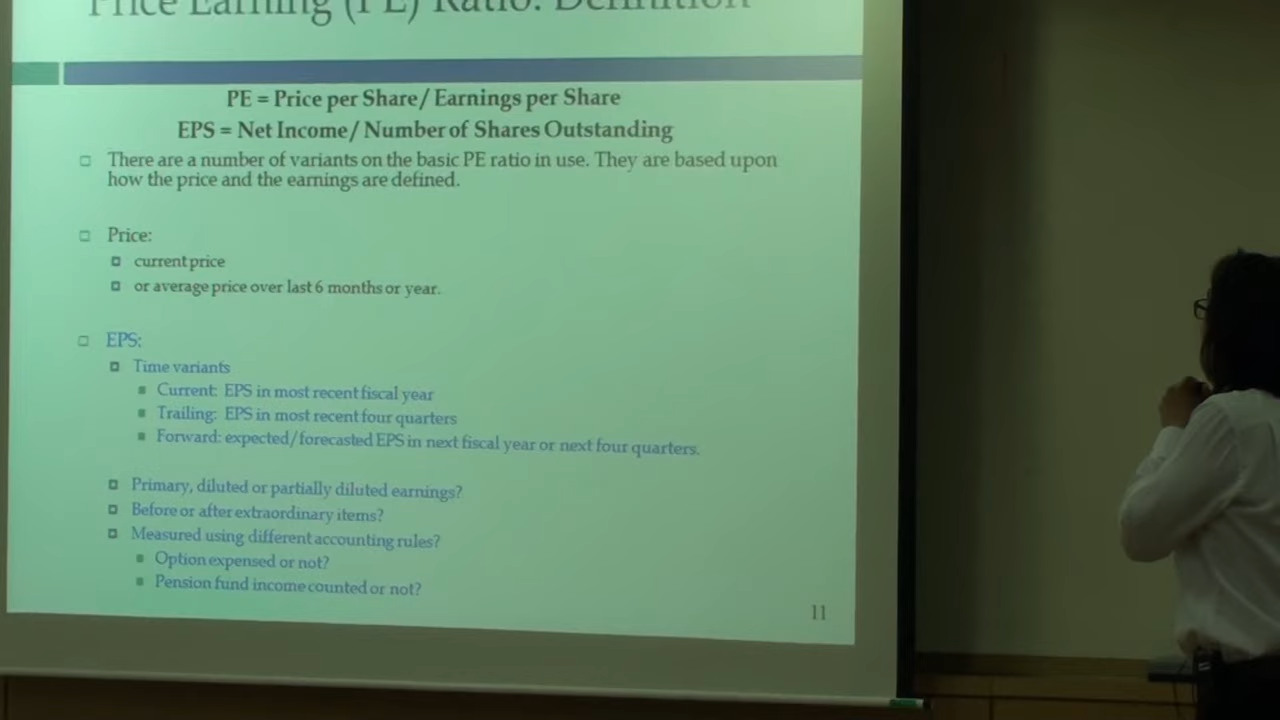 Price Earning (PE) Ratio: Definition
PE = Price per Share/ Earnings per Share
EPS = Net Income/ Number of Shares Outstanding
There are a number of variants on the basic PE ratio in use. They are based upon
how the price and the earnings are defined.
Price:
current price
or average price over last 6 months or year.
EPS:
Time variants
Current: EPS in most recent fiscal year
Trailing: EPS in most recent four quarters
Forward: expected/forecasted EPS in next fiscal year or next four quarters.
Primary, diluted or partially diluted earnings?
Before or after extraordinary items?
Measured using different accounting rules?
Option expensed or not?
Pension fund income counted or not?
11